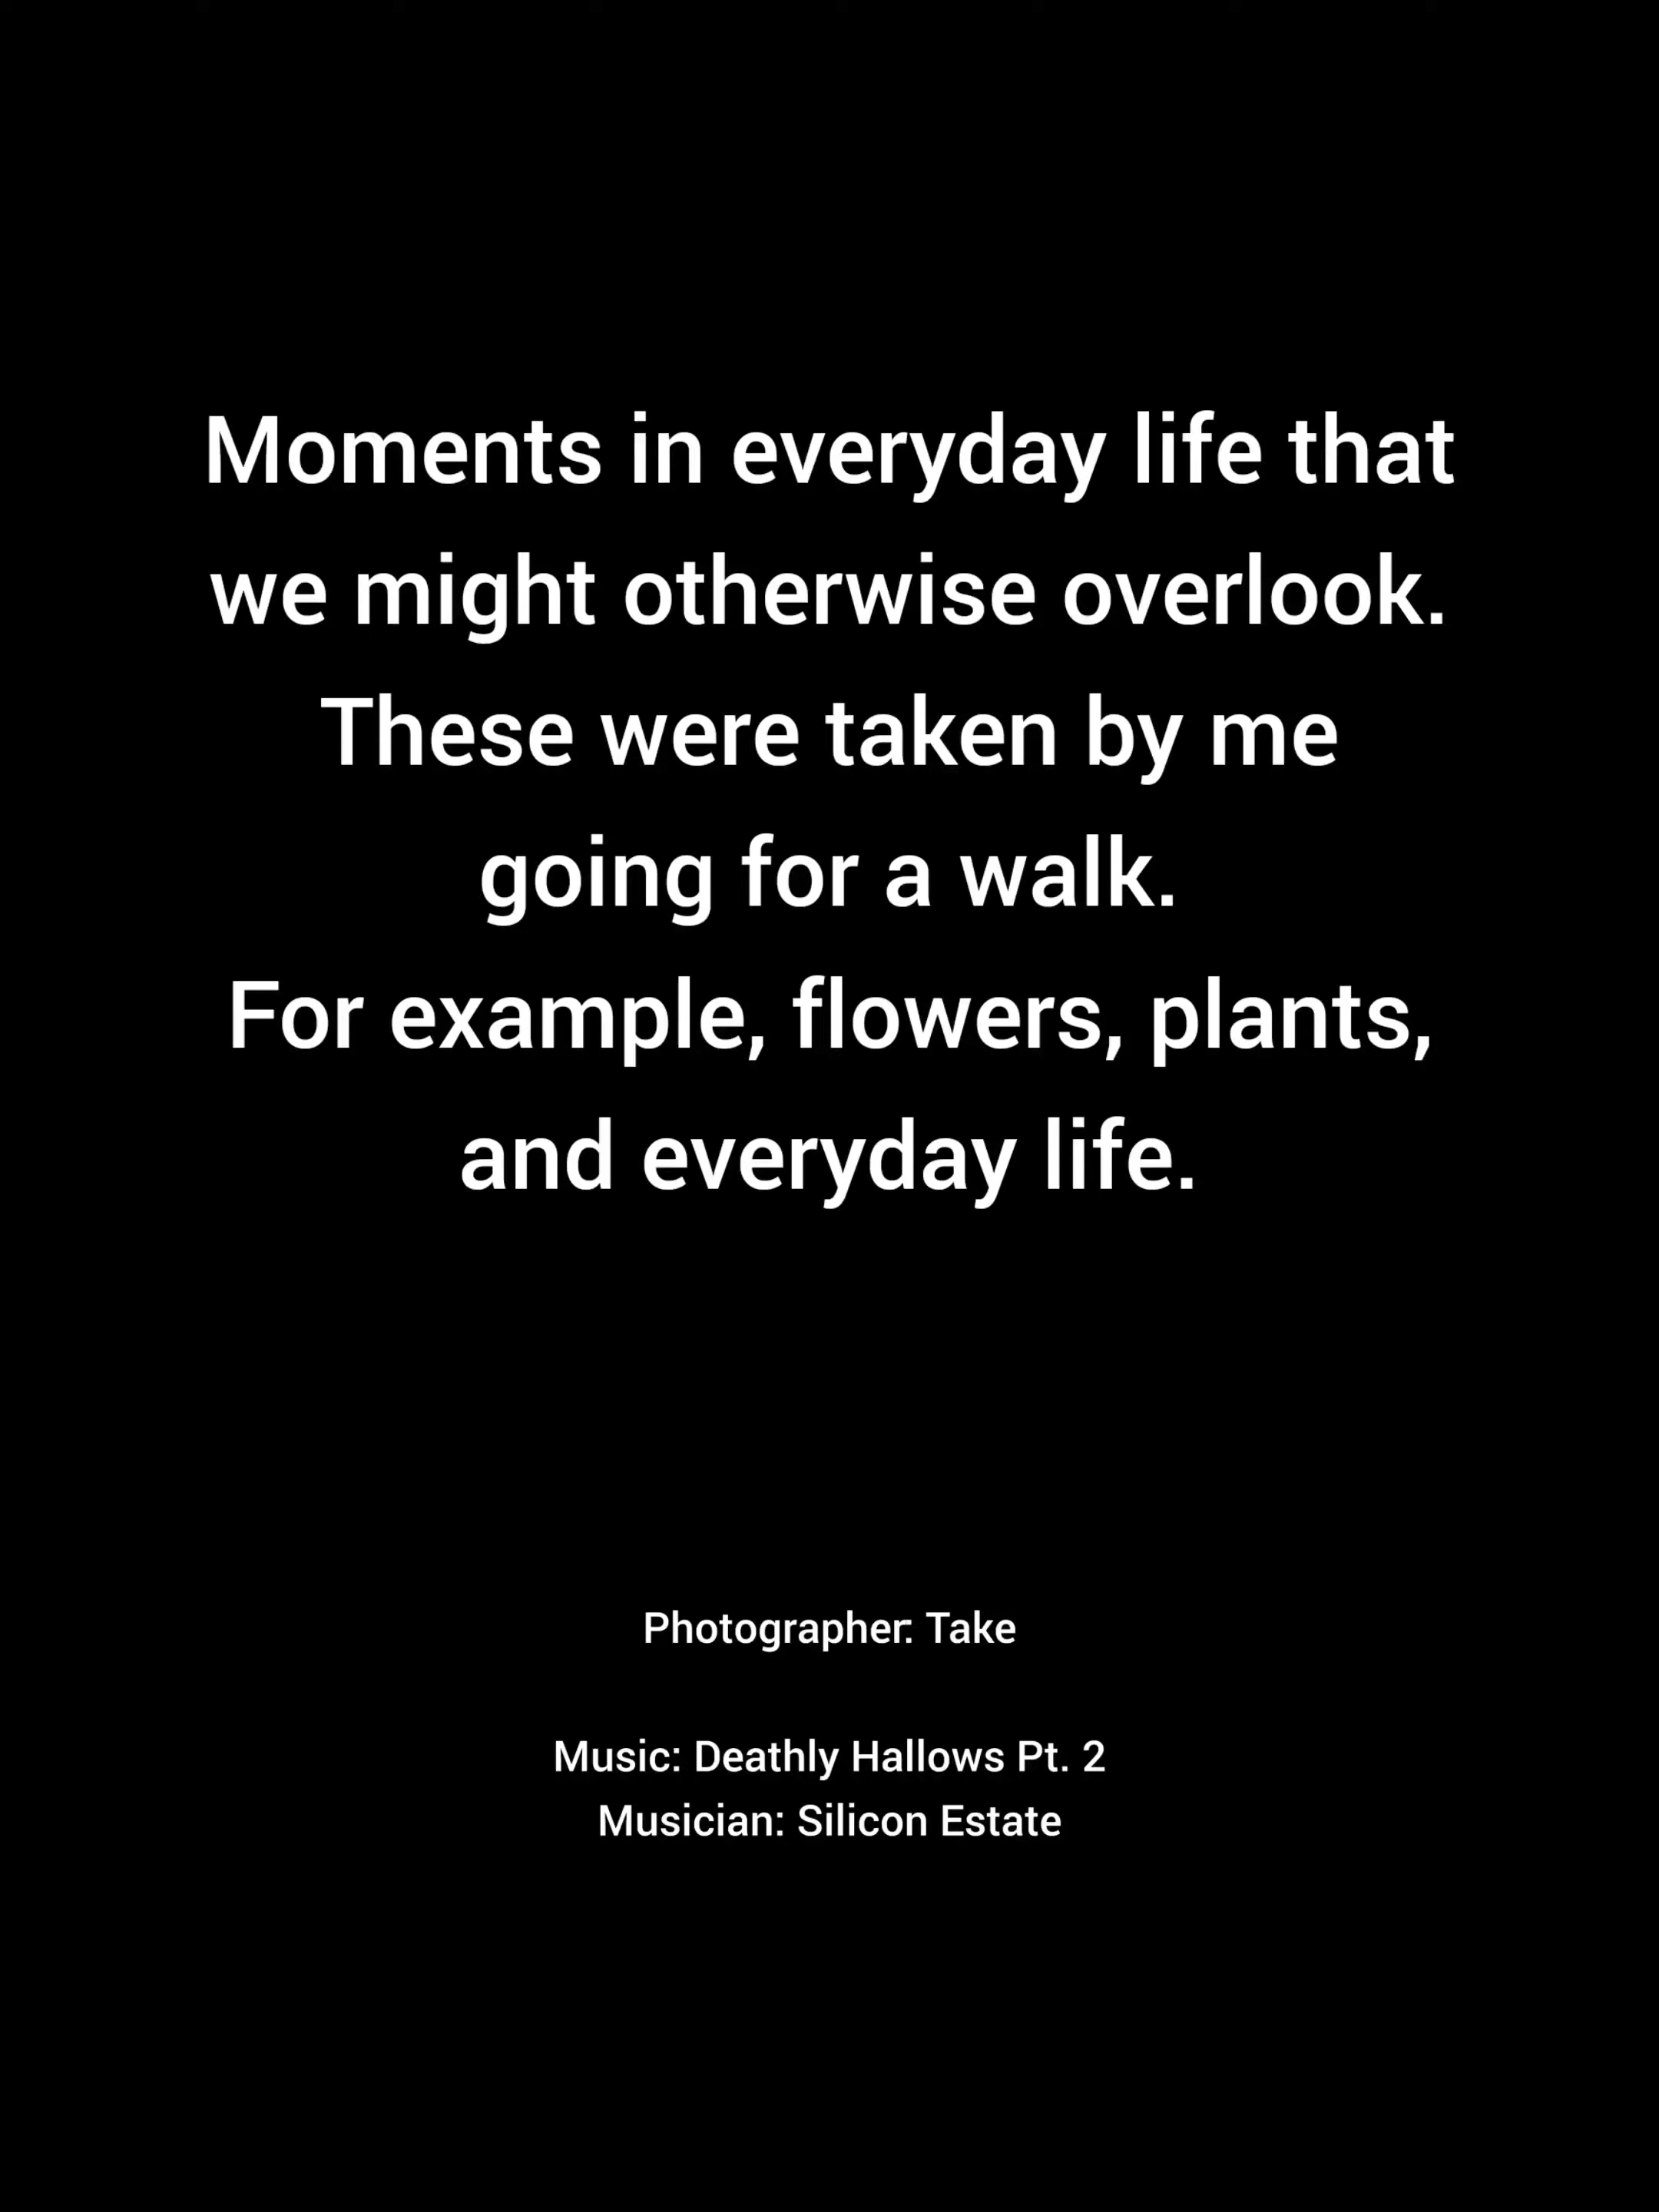 Moments in everyday life that
we might otherwise overlook.
These were taken by me
going for a walk.
For example, flowers, plants,
and everyday life.
Photographer: Take
Music: Deathly Hallows Pt. 2
Musician: Silicon Estate